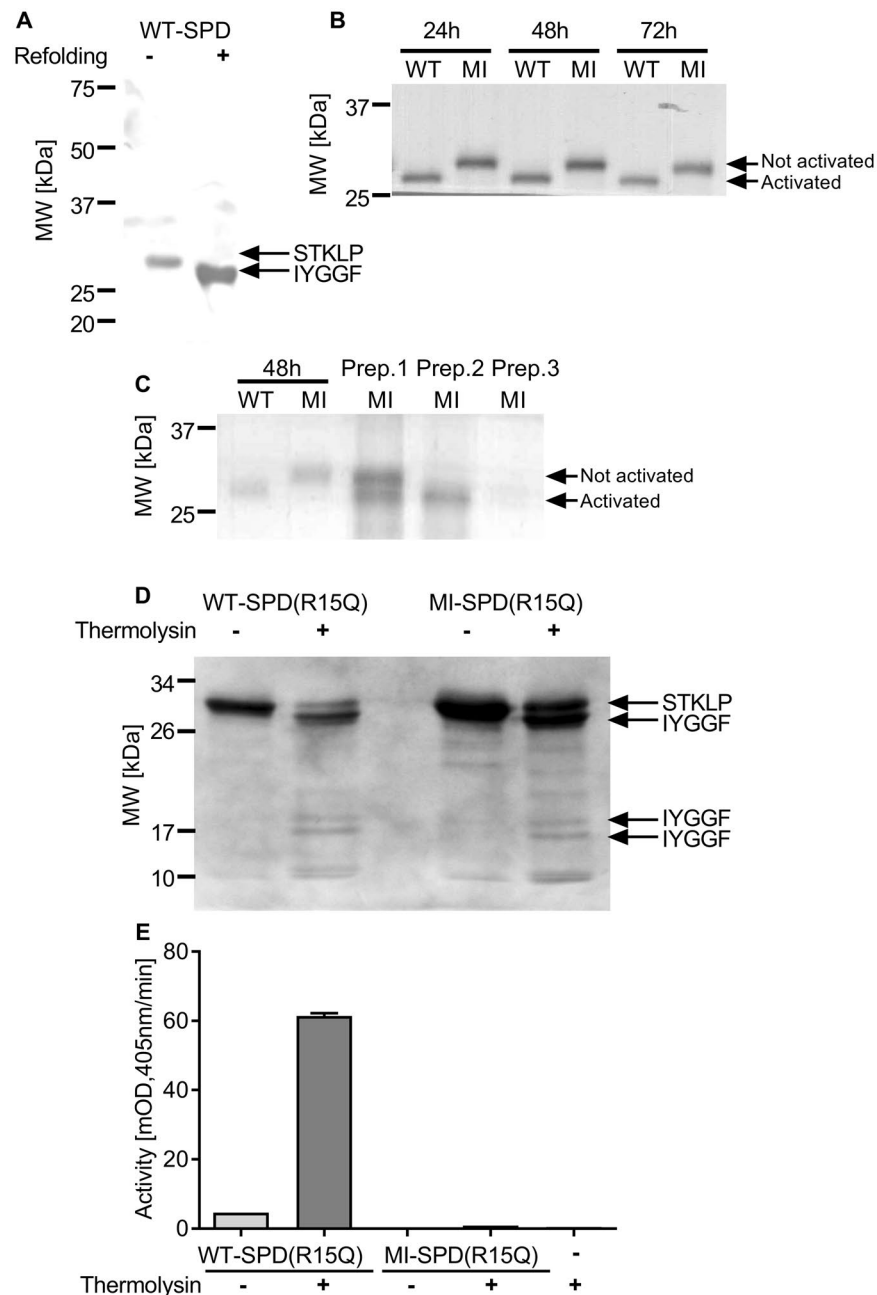 A
WT-SPD
Refolding - +
75
50
37
25
20
MW [kDa]
STKLP
IYGGF
B
24h 48h 72h
WT MI WT MI WT MI
37
25
MW [kDa]
Not activated
Activated
C
48h Prep.1 Prep.2 Prep.3
WT MI MI MI MI
37
25
MW [kDa]
Not activated
Activated
D
WT-SPD(R15Q) MI-SPD(R15Q)
Thermolysin - + - +
34
26
17
10
MW [kDa]
STKLP
IYGGF
IYGGF
IYGGF
E
80
60
40
20
0
Activity [mOD,405nm/min]
WT-SPD(R15Q) MI-SPD(R15Q) -
Thermolysin - + - + +